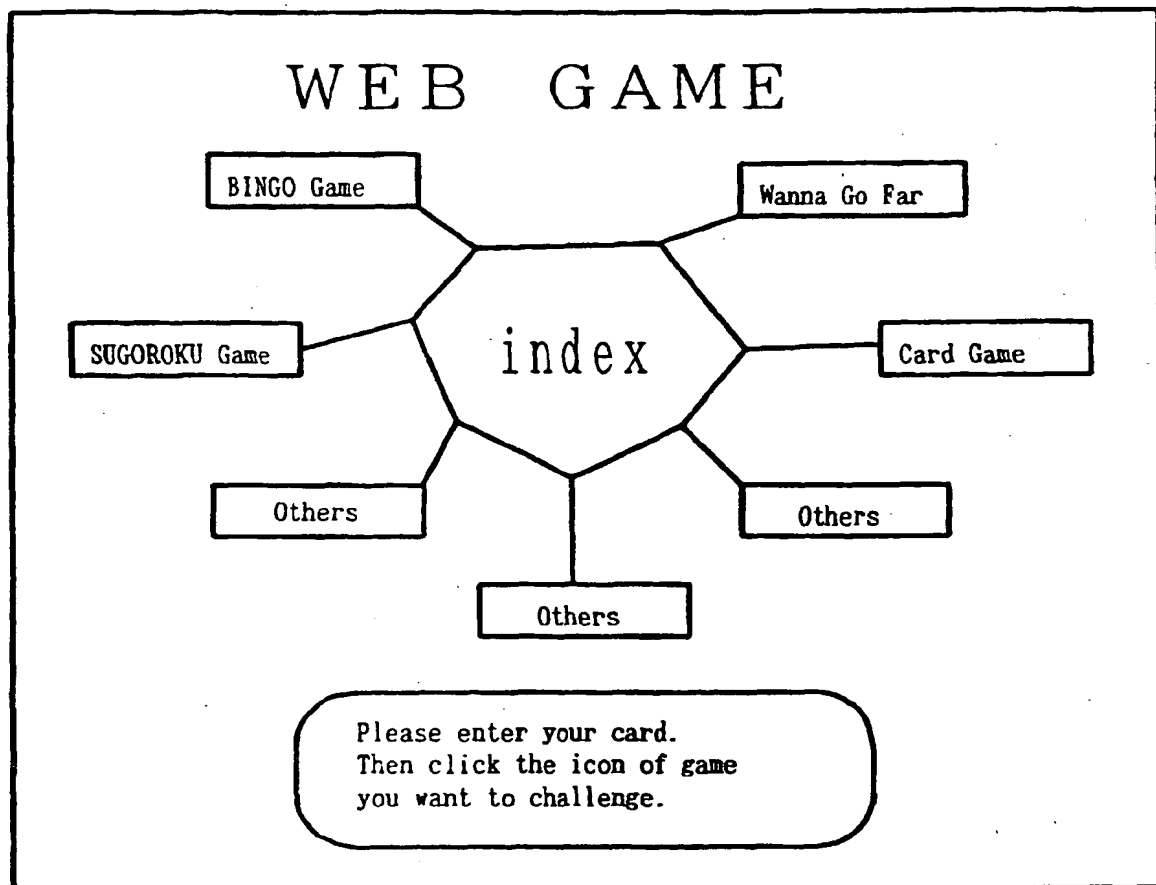 WEB GAME
BINGO Game
Wanna Go Far
SUGOROKU Game
index
Card Game
Others
Others
Others
Please enter your card.
Then click the icon of game
you want to challenge.